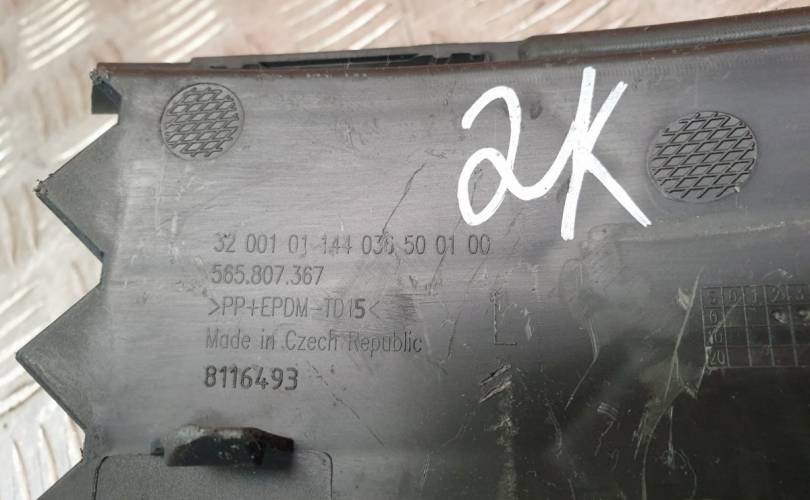 2K
32 001 01 144 036 50 01 00
565.807.367
>PP+EPDM-TD15<
Made in Czech Republic
L
8116493